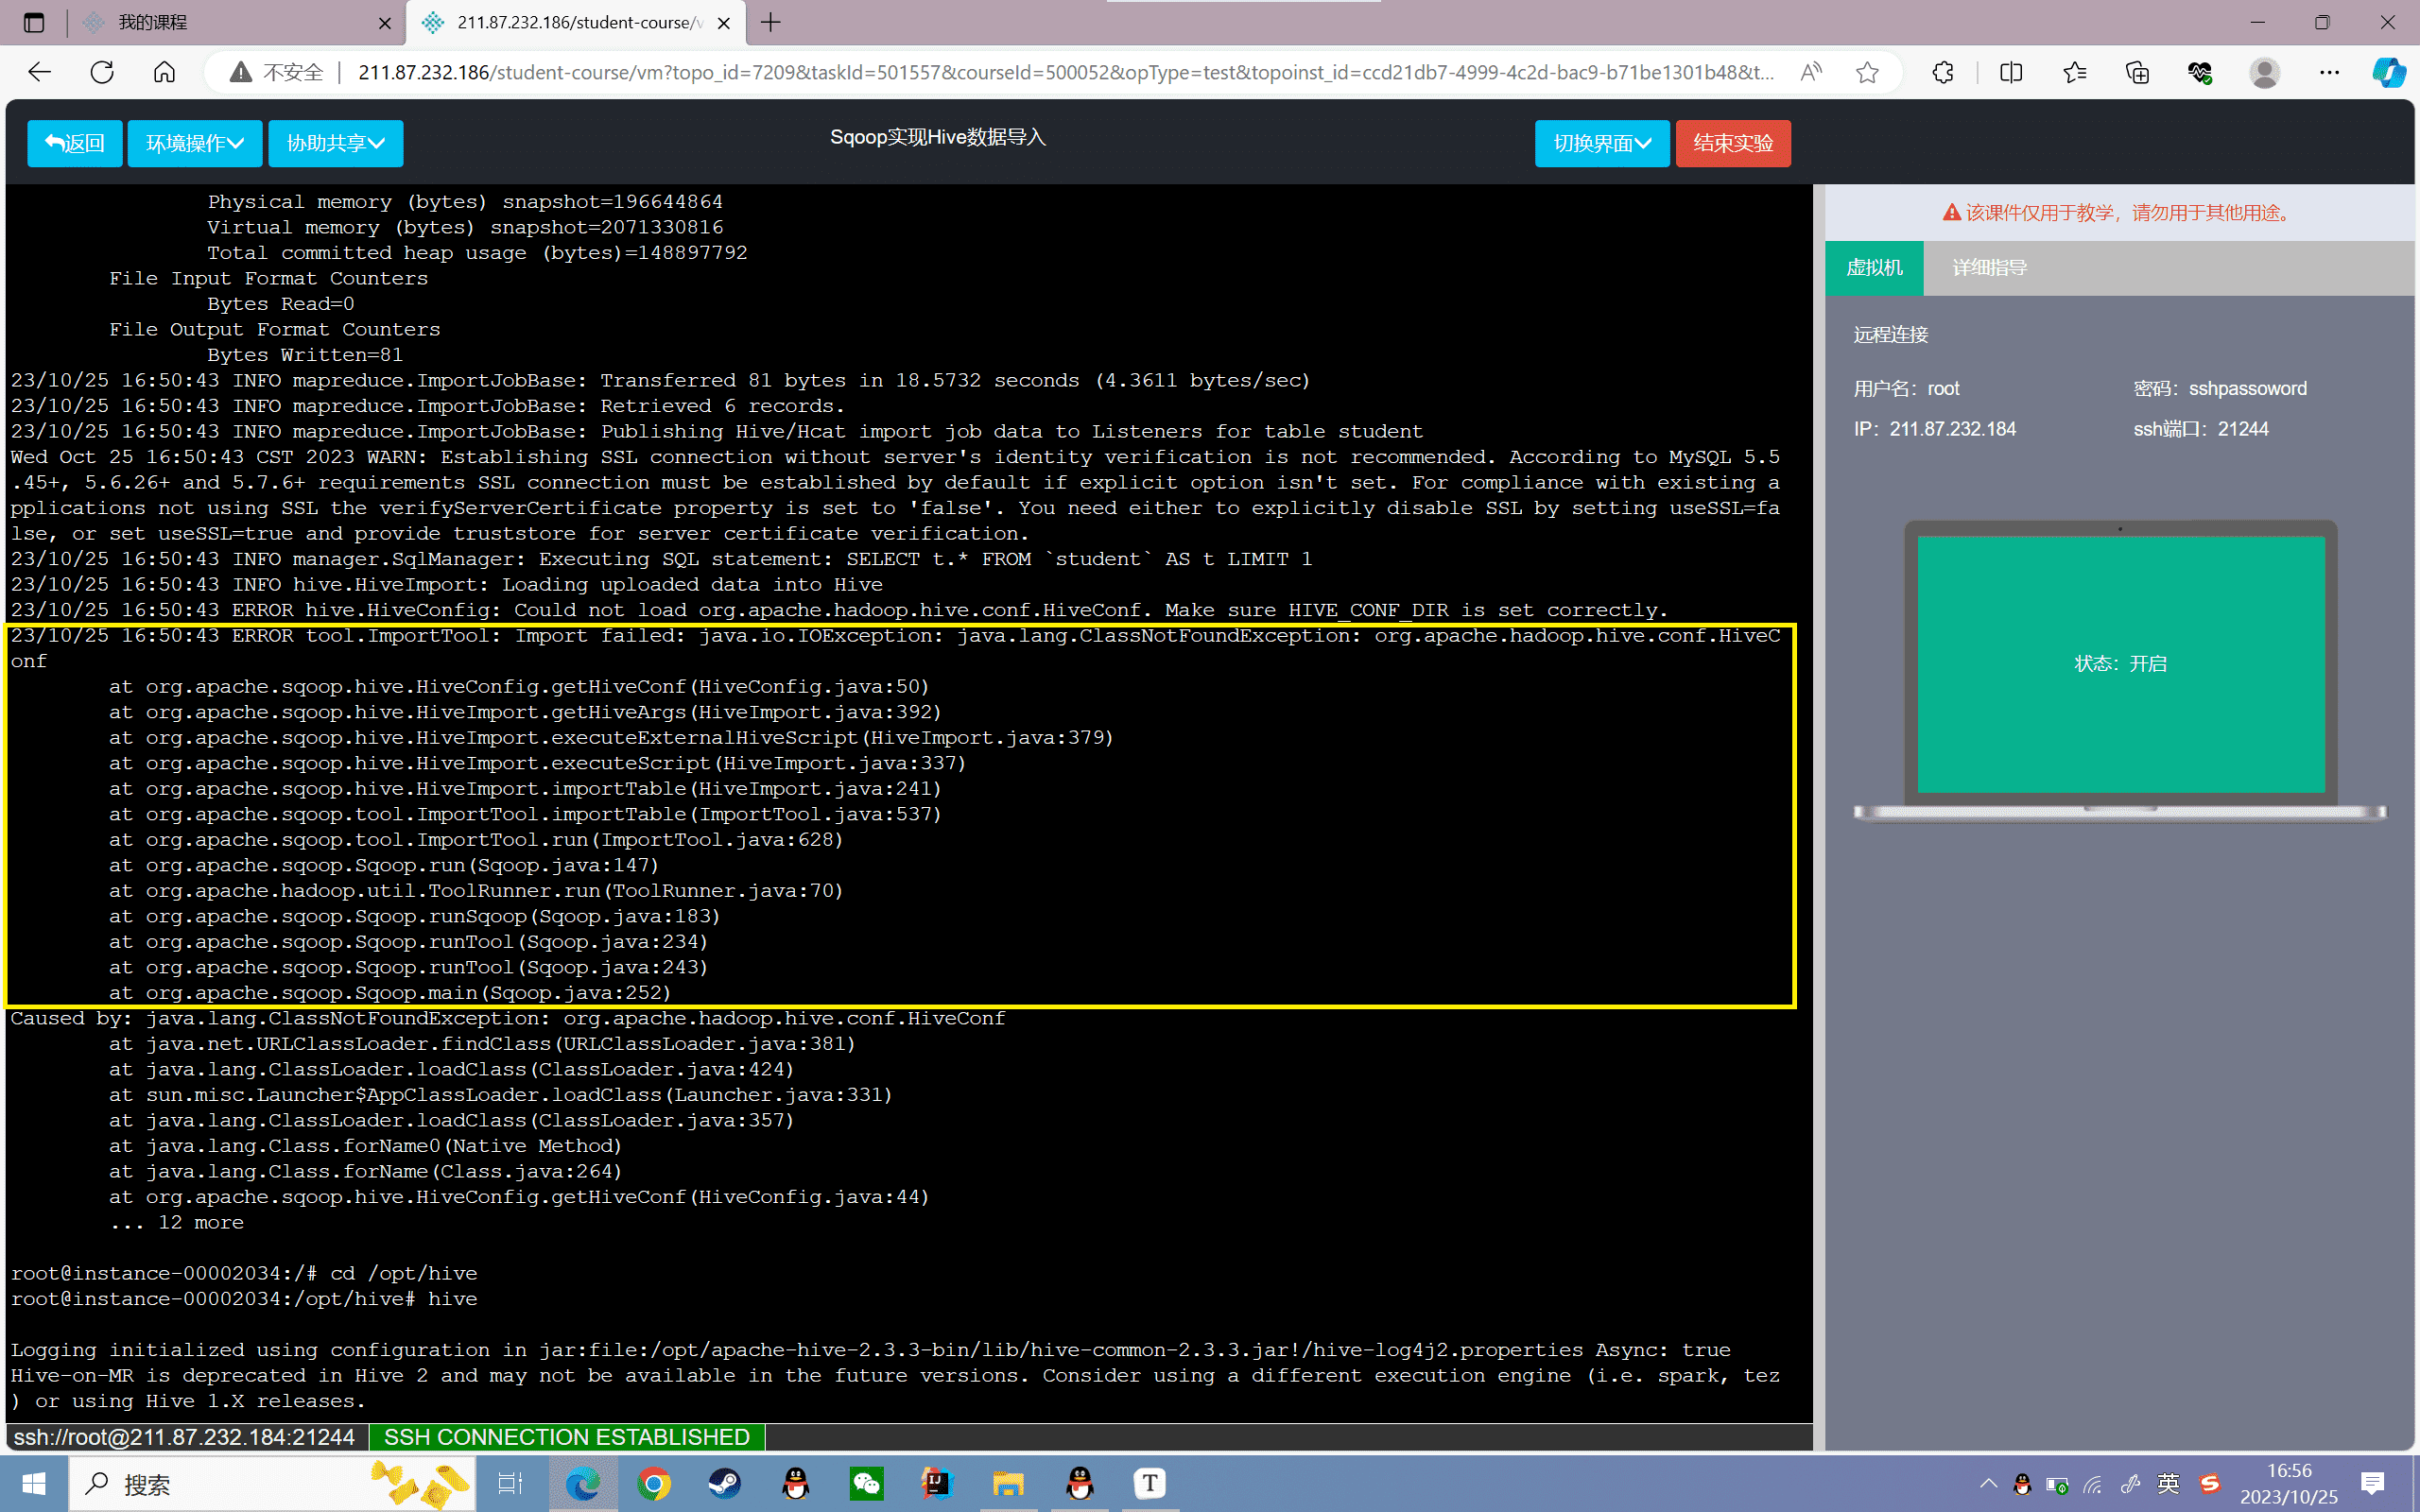 我的课程
211.87.232.186/student-course/v
不安全
211.87.232.186/student-course/vm?topo_id=7209&taskId=501557&courseId=500052&opType=test&topoinst_id=ccd21db7-4999-4c2d-bac9-b71be1301b48&t...
返回
环境操作
协助共享
Sqoop实现Hive数据导入
切换界面
结束实验
Physical memory (bytes) snapshot=196644864
Virtual memory (bytes) snapshot=2071330816
Total committed heap usage (bytes)=148897792
File Input Format Counters
Bytes Read=0
File Output Format Counters
Bytes Written=81
23/10/25 16:50:43 INFO mapreduce.ImportJobBase: Transferred 81 bytes in 18.5732 seconds (4.3611 bytes/sec)
23/10/25 16:50:43 INFO mapreduce.ImportJobBase: Retrieved 6 records.
23/10/25 16:50:43 INFO mapreduce.ImportJobBase: Publishing Hive/Hcat import job data to Listeners for table student
Wed Oct 25 16:50:43 CST 2023 WARN: Establishing SSL connection without server's identity verification is not recommended. According to MySQL 5.5
.45+, 5.6.26+ and 5.7.6+ requirements SSL connection must be established by default if explicit option isn't set. For compliance with existing a
pplications not using SSL the verifyServerCertificate property is set to 'false'. You need either to explicitly disable SSL by setting useSSL=fa
lse, or set useSSL=true and provide truststore for server certificate verification.
23/10/25 16:50:43 INFO manager.SqlManager: Executing SQL statement: SELECT t.* FROM `student` AS t LIMIT 1
23/10/25 16:50:43 INFO hive.HiveImport: Loading uploaded data into Hive
23/10/25 16:50:43 ERROR hive.HiveConfig: Could not load org.apache.hadoop.hive.conf.HiveConf. Make sure HIVE_CONF_DIR is set correctly.
23/10/25 16:50:43 ERROR tool.ImportTool: Import failed: java.io.IOException: java.lang.ClassNotFoundException: org.apache.hadoop.hive.conf.HiveC
onf
at org.apache.sqoop.hive.HiveConfig.getHiveConf(HiveConfig.java:50)
at org.apache.sqoop.hive.HiveImport.getHiveArgs(HiveImport.java:392)
at org.apache.sqoop.hive.HiveImport.executeExternalHiveScript(HiveImport.java:379)
at org.apache.sqoop.hive.HiveImport.executeScript(HiveImport.java:337)
at org.apache.sqoop.hive.HiveImport.importTable(HiveImport.java:241)
at org.apache.sqoop.tool.ImportTool.importTable(ImportTool.java:537)
at org.apache.sqoop.tool.ImportTool.run(ImportTool.java:628)
at org.apache.sqoop.Sqoop.run(Sqoop.java:147)
at org.apache.hadoop.util.ToolRunner.run(ToolRunner.java:70)
at org.apache.sqoop.Sqoop.runSqoop(Sqoop.java:183)
at org.apache.sqoop.Sqoop.runTool(Sqoop.java:234)
at org.apache.sqoop.Sqoop.runTool(Sqoop.java:243)
at org.apache.sqoop.Sqoop.main(Sqoop.java:252)
Caused by: java.lang.ClassNotFoundException: org.apache.hadoop.hive.conf.HiveConf
at java.net.URLClassLoader.findClass(URLClassLoader.java:381)
at java.lang.ClassLoader.loadClass(ClassLoader.java:424)
at sun.misc.Launcher$AppClassLoader.loadClass(Launcher.java:331)
at java.lang.ClassLoader.loadClass(ClassLoader.java:357)
at java.lang.Class.forName0(Native Method)
at java.lang.Class.forName(Class.java:264)
at org.apache.sqoop.hive.HiveConfig.getHiveConf(HiveConfig.java:44)
... 12 more
root@instance-00002034:/# cd /opt/hive
root@instance-00002034:/opt/hive# hive
Logging initialized using configuration in jar:file:/opt/apache-hive-2.3.3-bin/lib/hive-common-2.3.3.jar!/hive-log4j2.properties Async: true
Hive-on-MR is deprecated in Hive 2 and may not be available in the future versions. Consider using a different execution engine (i.e. spark, tez
) or using Hive 1.X releases.
ssh://root@211.87.232.184:21244
SSH CONNECTION ESTABLISHED
该课件仅用于教学，请勿用于其他用途。
虚拟机
详细指导
远程连接
用户名：root
密码：sshpassoword
IP：211.87.232.184
ssh端口：21244
状态：开启
搜索
英
16:56
2023/10/25